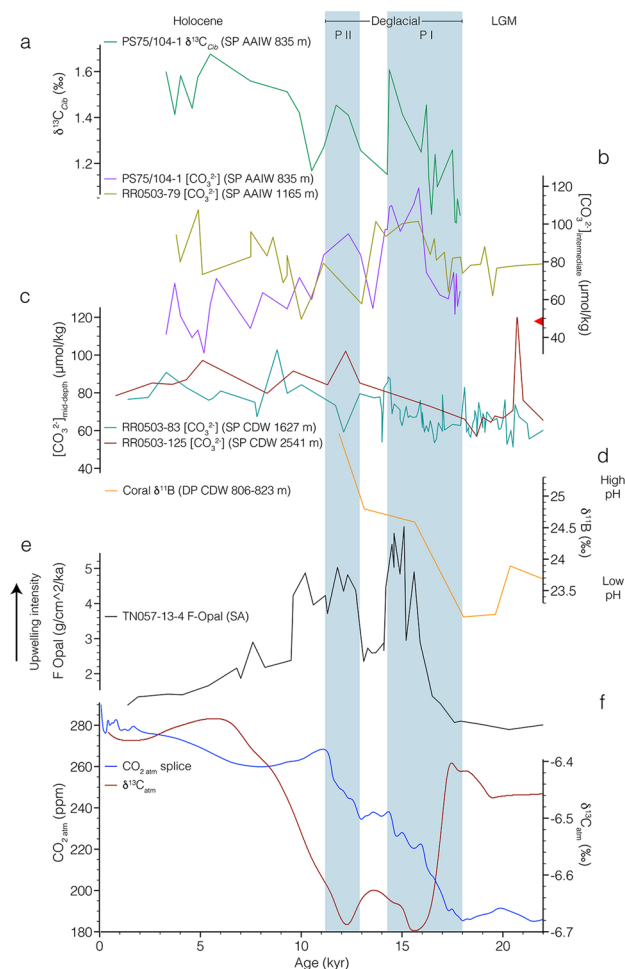 Holocene
Deglacial
LGM
a
P II
P I
PS75/104-1 δ¹³C_Cib (SP AAIW 835 m)
1.6
1.4
1.2
δ¹³C_Cib (‰)
b
PS75/104-1 [CO₃²⁻] (SP AAIW 835 m)
RR0503-79 [CO₃²⁻] (SP AAIW 1165 m)
120
100
80
60
40
[CO₃²⁻]intermediate (µmol/kg)
c
120
100
80
60
40
[CO₃²⁻]mid-depth (µmol/kg)
RR0503-83 [CO₃²⁻] (SP CDW 1627 m)
RR0503-125 [CO₃²⁻] (SP CDW 2541 m)
d
Coral δ¹¹B (DP CDW 806-823 m)
High pH
25
24.5
24
23.5
δ¹¹B (‰)
Low pH
e
Upwelling intensity
5
4
3
2
F Opal (g/cm^2/ka)
TN057-13-4 F-Opal (SA)
f
280
260
240
220
200
180
CO₂ atm (ppm)
CO₂ atm splice
δ¹³C atm
-6.4
-6.5
-6.6
-6.7
δ¹³C atm (‰)
0
5
10
15
20
Age (kyr)